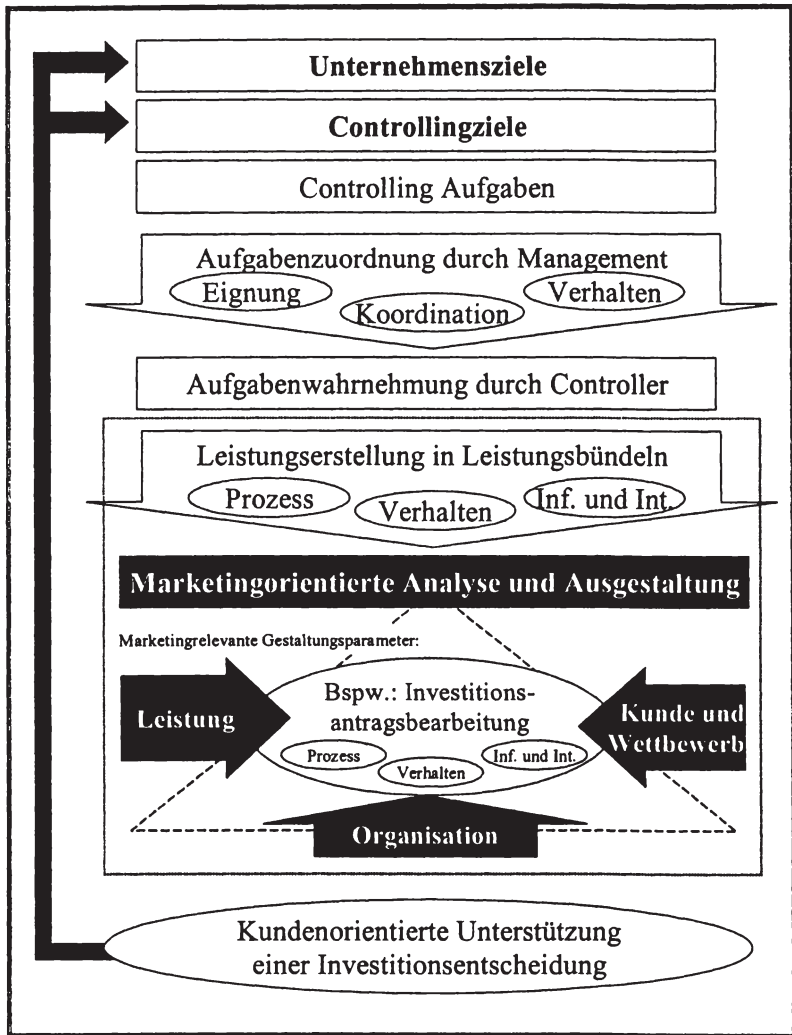 Unternehmensziele
Controllingziele
Controlling Aufgaben
Aufgabenzuordnung durch Management
Eignung
Koordination
Verhalten
Aufgabenwahrnehmung durch Controller
Leistungserstellung in Leistungsbündeln
Prozess
Verhalten
Inf. und Int.
Marketingorientierte Analyse und Ausgestaltung
Marketingrelevante Gestaltungsparameter:
Leistung
Bspw.: Investitions-
antragsbearbeitung
Prozess
Verhalten
Inf. und Int.
Kunde und
Wettbewerb
Organisation
Kundenorientierte Unterstützung
einer Investitionsentscheidung